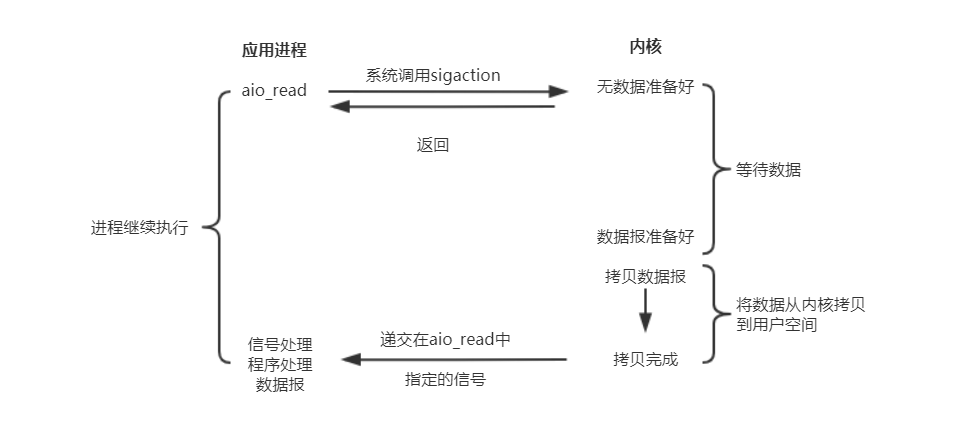 应用进程
内核
aio_read
系统调用sigaction
无数据准备好
返回
等待数据
进程继续执行
数据报准备好
拷贝数据报
将数据从内核拷贝
到用户空间
信号处理
程序处理
数据报
递交在aio_read中
指定的信号
拷贝完成